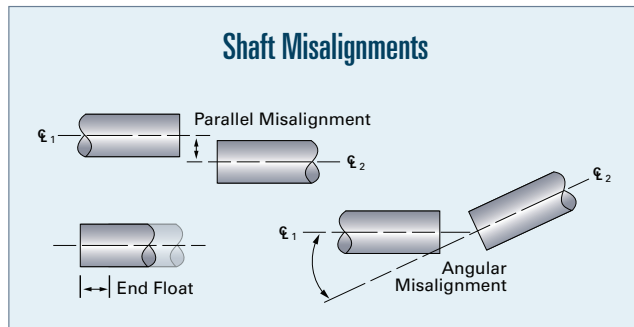 Shaft Misalignments
Parallel Misalignment
℄ 1
℄ 2
℄ 2
℄ 1
Angular
Misalignment
End Float